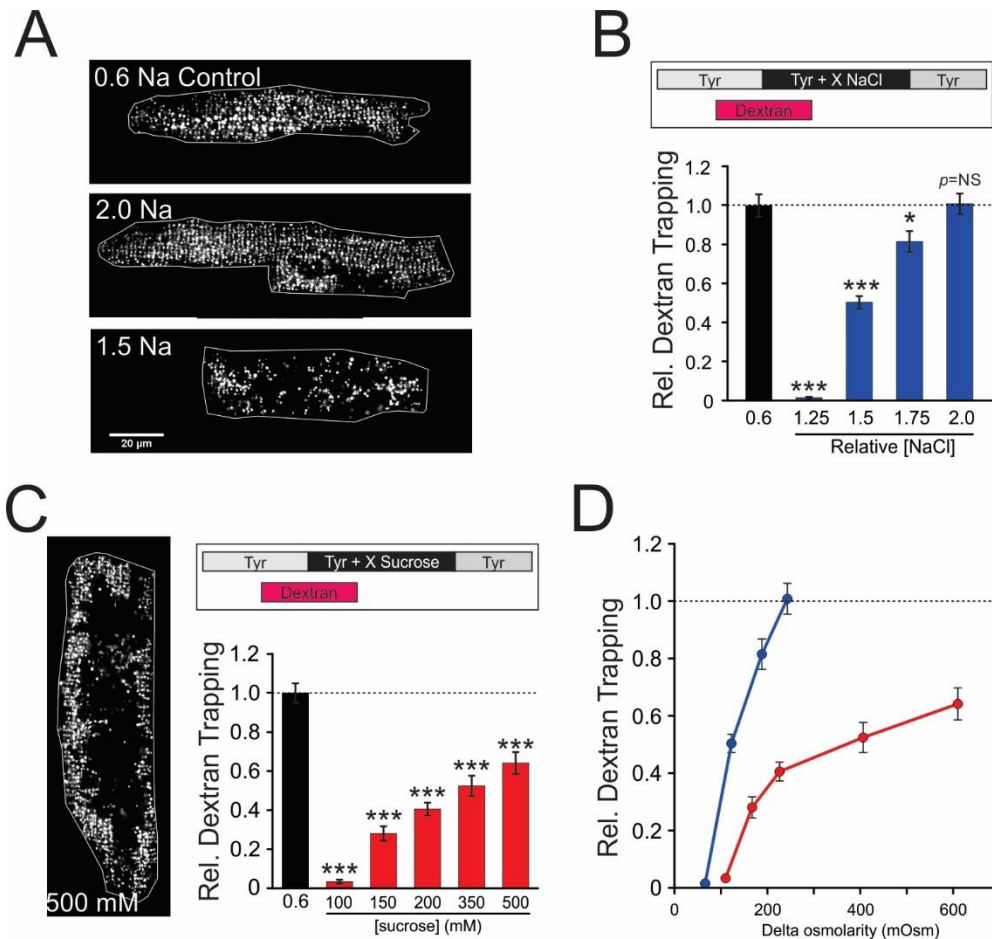 A
0.6 Na Control
2.0 Na
1.5 Na
20 µm
B
Tyr Tyr + X NaCl Tyr
Dextran
Rel. Dextran Trapping
1.2
1.0
0.8
0.6
0.4
0.2
0
***
***
*
p=NS
0.6 1.25 1.5 1.75 2.0
Relative [NaCl]
C
500 mM
Tyr Tyr + X Sucrose Tyr
Dextran
Rel. Dextran Trapping
1.2
1.0
0.8
0.6
0.4
0.2
0
***
***
***
***
***
0.6 100 150 200 350 500
[sucrose] (mM)
D
Rel. Dextran Trapping
1.2
1.0
0.8
0.6
0.4
0.2
0
0 200 400 600
Delta osmolarity (mOsm)